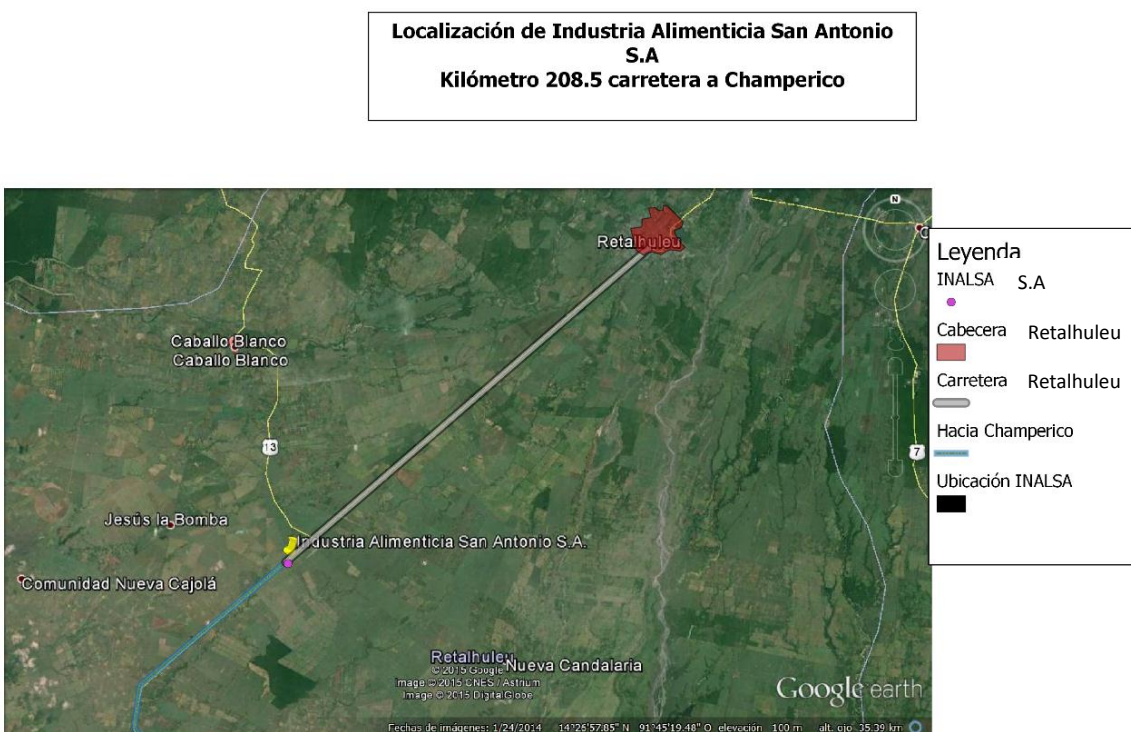 Localización de Industria Alimenticia San Antonio
S.A
Kilómetro 208.5 carretera a Champerico
N
Retalhuleu
Leyenda
INALSA S.A
Cabecera Retalhuleu
Carretera Retalhuleu
Hacia Champerico
Ubicación INALSA
Caballo Blanco
Caballo Blanco
13
7
Jesús la Bomba
Industria Alimenticia San Antonio S.A.
Comunidad Nueva Cajolá
Retalhuleu
Nueva Candalaria
© 2015 Google
Image © 2015 CNES / Astrium
Image © 2015 DigitalGlobe
Google earth
Fechas de imágenes: 1/24/2014 14°26'57.85" N 91°45'19.48" O elevación 100 m alt. ojo 35.39 km